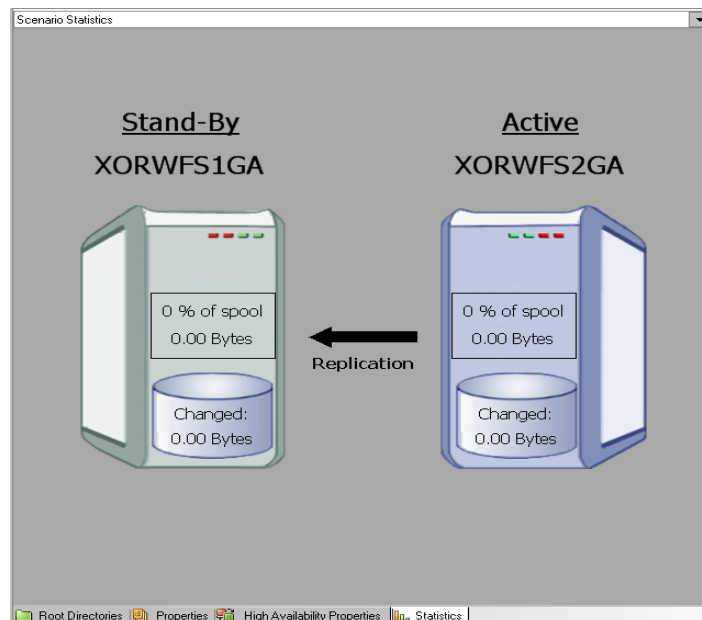 Scenario Statistics
Stand-By
XORWFS1GA
Active
XORWFS2GA
0 % of spool
0.00 Bytes
Changed:
0.00 Bytes
Replication
0 % of spool
0.00 Bytes
Changed:
0.00 Bytes
Root Directories Properties High Availability Properties Statistics